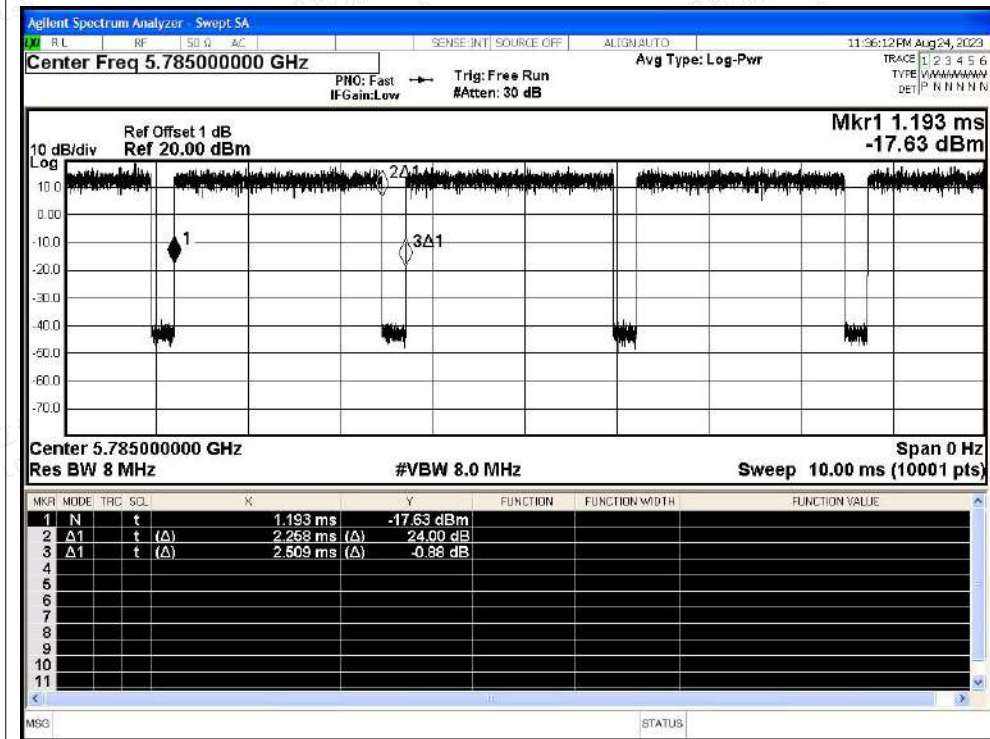 Agilent Spectrum Analyzer - Swept SA
LXI RL RF 50 Ω AC SENSE:INT SOURCE OFF ALIGNAUTO 11:36:12 PM Aug 24, 2023
Center Freq 5.785000000 GHz Avg Type: Log-Pwr TRACE 1 2 3 4 5 6
PNO: Fast Trig: Free Run TYPE
IFGain:Low #Atten: 30 dB DET P N N N N N
Mkr1 1.193 ms
Ref Offset 1 dB
10 dB/div Ref 20.00 dBm -17.63 dBm
Log
10.0
0.00
-10.0
-20.0
-30.0
-40.0
-50.0
-60.0
-70.0
2Δ1
1
3Δ1
Center 5.785000000 GHz Span 0 Hz
Res BW 8 MHz #VBW 8.0 MHz Sweep 10.00 ms (10001 pts)
MKR MODE TRC SCL X Y FUNCTION FUNCTION WIDTH FUNCTION VALUE
1 N t 1.193 ms -17.63 dBm
2 Δ1 t (Δ) 2.258 ms (Δ) 24.00 dB
3 Δ1 t (Δ) 2.509 ms (Δ) -0.88 dB
4
5
6
7
8
9
10
11
MSG STATUS